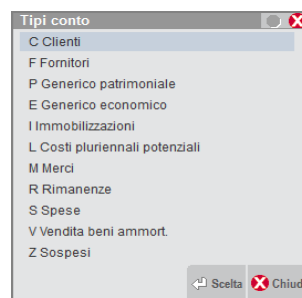 Tipi conto
C Clienti
F Fornitori
P Generico patrimoniale
E Generico economico
I Immobilizzazioni
L Costi pluriennali potenziali
M Merci
R Rimanenze
S Spese
V Vendita beni ammort.
Z Sospesi
Scelta Chiud